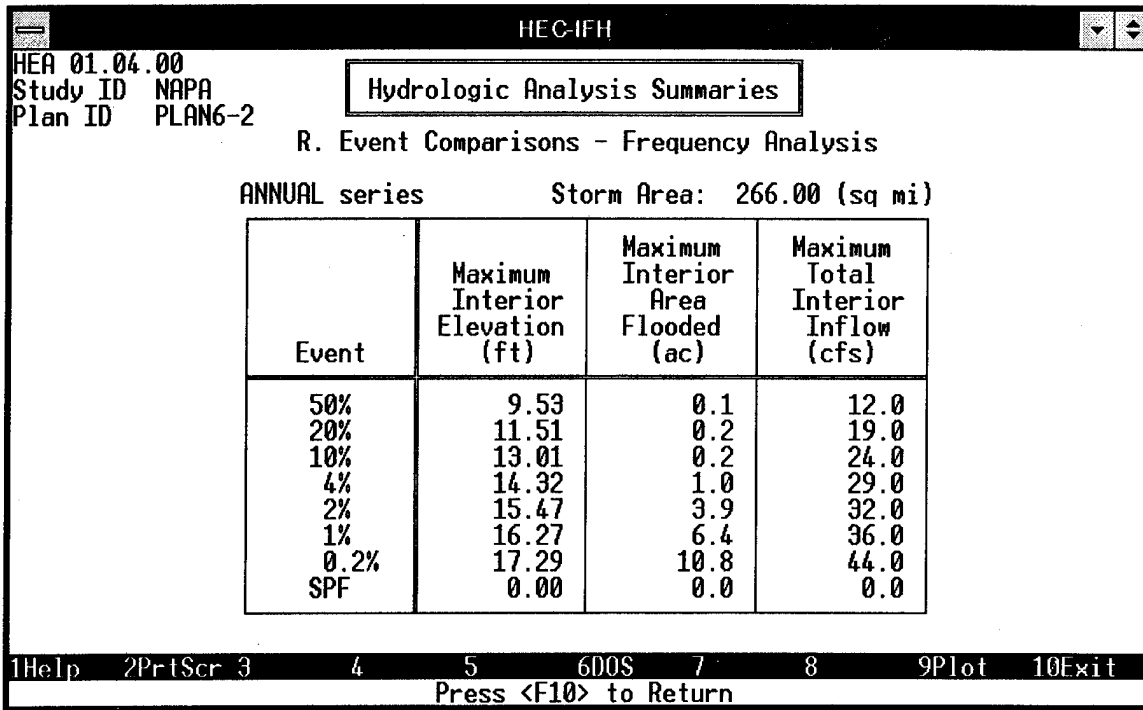 HEC-IFH
HEA 01.04.00
Study ID NAPA
Plan ID PLAN6-2
Hydrologic Analysis Summaries
R. Event Comparisons - Frequency Analysis
ANNUAL series Storm Area: 266.00 (sq mi)
Event
Maximum
Interior
Elevation
(ft)
Maximum
Interior
Area
Flooded
(ac)
Maximum
Total
Interior
Inflow
(cfs)
50% 9.53 0.1 12.0
20% 11.51 0.2 19.0
10% 13.01 0.2 24.0
4% 14.32 1.0 29.0
2% 15.47 3.9 32.0
1% 16.27 6.4 36.0
0.2% 17.29 10.8 44.0
SPF 0.00 0.0 0.0
1Help 2PrtScr 3 4 5 6DOS 7 8 9Plot 10Exit
Press <F10> to Return